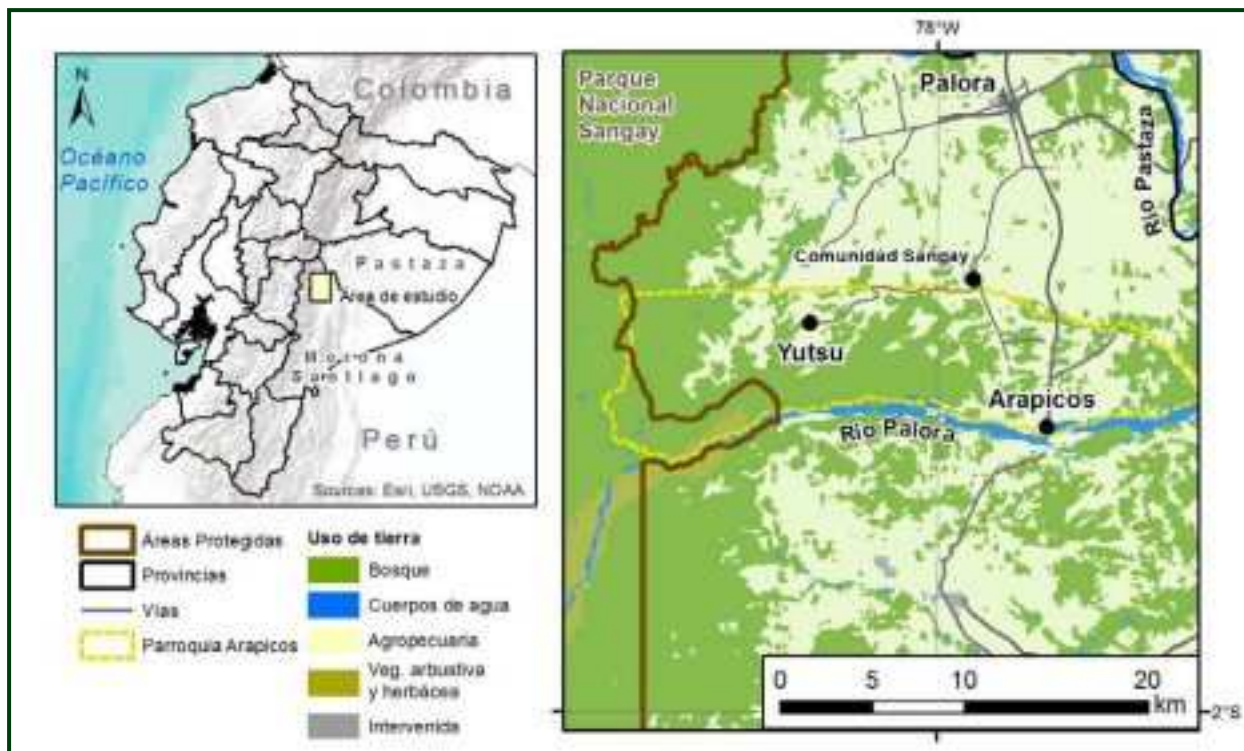 N
Colombia
Océano
Pacífico
Pastaza
Área de estudio
Morona
Santiago
Perú
Sources: Esri, USGS, NOAA
Áreas Protegidas
Provincias
Vías
Parroquia Arapicos
Uso de tierra
Bosque
Cuerpos de agua
Agropecuaria
Veg. arbustiva
y herbácea
Intervenida
78°W
Parque
Nacional
Sangay
Palora
Río Pastaza
Comunidad Sangay
Yutsu
Arapicos
Río Palora
0 5 10 20
km
2°S